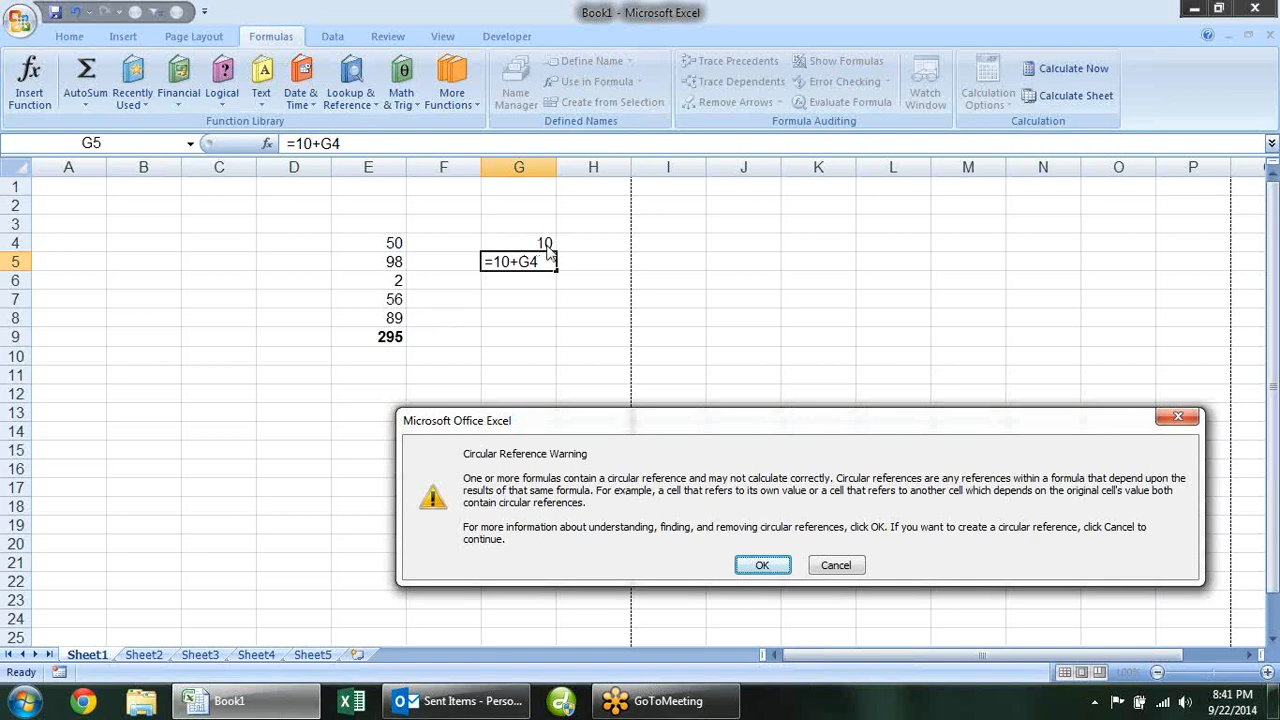 Book1 - Microsoft Excel
Home Insert Page Layout Formulas Data Review View Developer
Insert Function
AutoSum
Recently Used
Financial
Logical
Text
Date & Time
Lookup & Reference
Math & Trig
More Functions
Function Library
Name Manager
Define Name
Use in Formula
Create from Selection
Defined Names
Trace Precedents
Trace Dependents
Remove Arrows
Show Formulas
Error Checking
Evaluate Formula
Formula Auditing
Watch Window
Calculation Options
Calculate Now
Calculate Sheet
Calculation
G5 fx =10+G4
A B C D E F G H I J K L M N O P
1
2
3
4 50 10
5 98 =10+G4
6 2
7 56
8 89
9 295
10
11
12
13
14
15
16
17
18
19
20
21
22
23
24
25
Microsoft Office Excel
Circular Reference Warning
One or more formulas contain a circular reference and may not calculate correctly. Circular references are any references within a formula that depend upon the
results of that same formula. For example, a cell that refers to its own value or a cell that refers to another cell which depends on the original cell's value both
contain circular references.
For more information about understanding, finding, and removing circular references, click OK. If you want to create a circular reference, click Cancel to
continue.
OK Cancel
Sheet1 Sheet2 Sheet3 Sheet4 Sheet5
Ready 100%
Book1 Sent Items - Perso... GoToMeeting
8:41 PM
9/22/2014